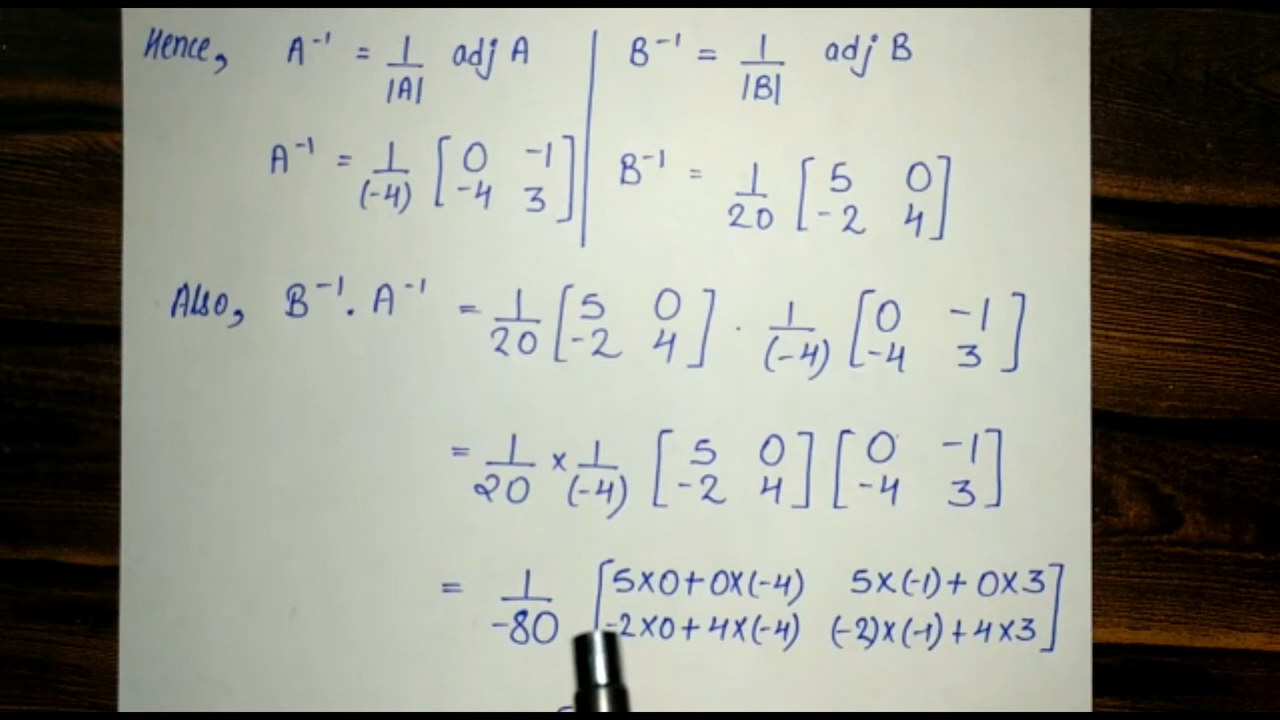 Hence, A⁻¹ = 1/|A| adj A | B⁻¹ = 1/|B| adj B
A⁻¹ = 1/(-4) [0 -1; -4 3] | B⁻¹ = 1/20 [5 0; -2 4]
Also, B⁻¹. A⁻¹ = 1/20 [5 0; -2 4] . 1/(-4) [0 -1; -4 3]
= 1/20 × 1/(-4) [5 0; -2 4] [0 -1; -4 3]
= 1/-80 [5×0+0×(-4) 5×(-1)+0×3; -2×0+4×(-4) (-2)×(-1)+4×3]